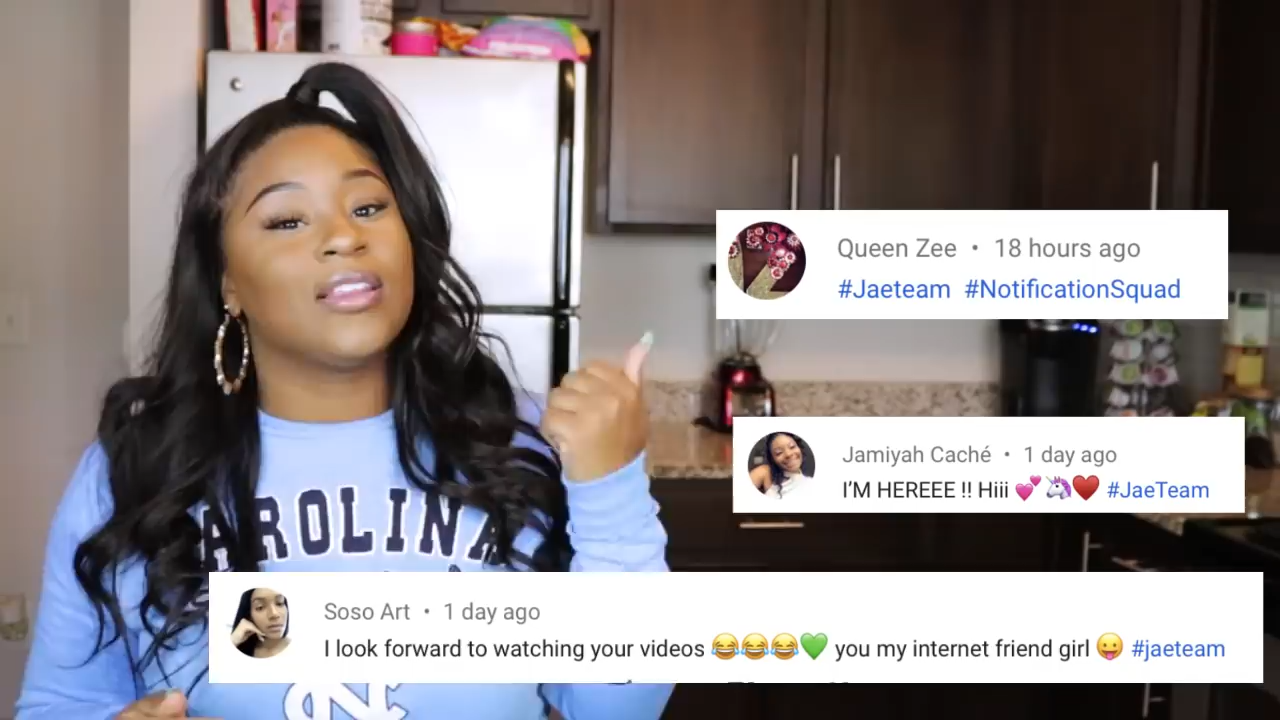 Queen Zee • 18 hours ago
#Jaeteam #NotificationSquad
Jamiyah Caché • 1 day ago
I'M HEREEE !! Hiii 💕🦄♥️ #JaeTeam
AROLINA
Soso Art • 1 day ago
I look forward to watching your videos 😂😂😂💚 you my internet friend girl 😛 #jaeteam
NC